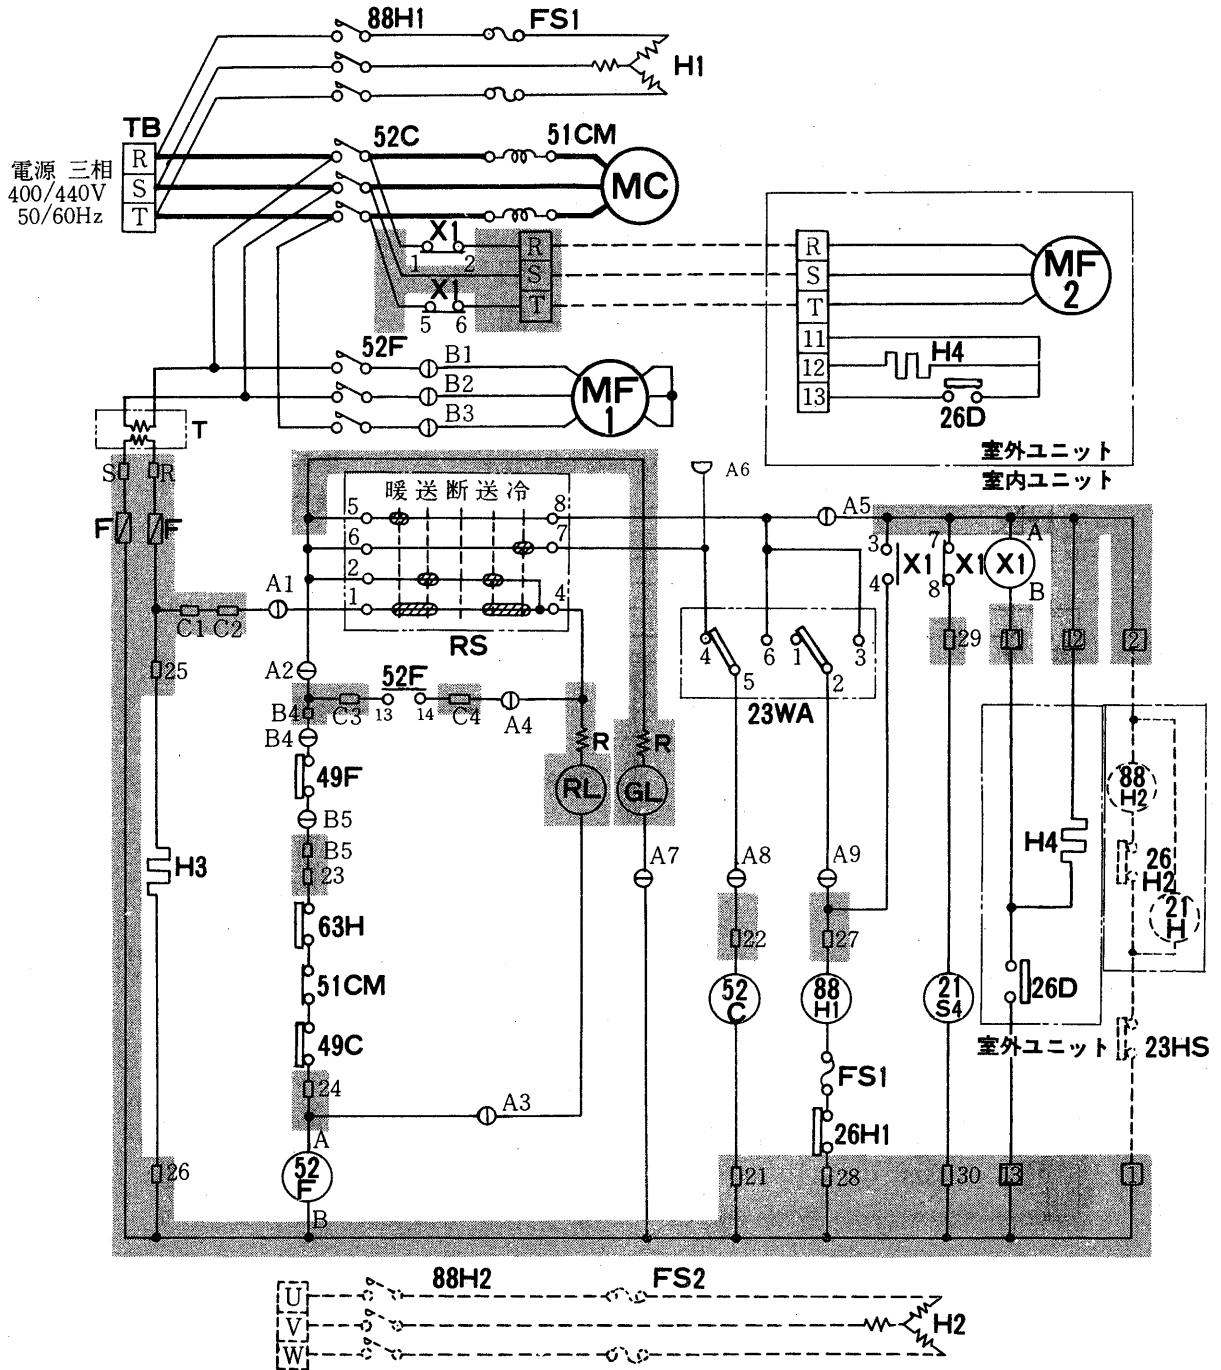 88H1
FS1
H1
TB
52C
51CM
電源 三相
400/440V
50/60Hz
R
S
T
MC
X1
1
2
R
S
T
X1
5
6
R
S
T
MF
2
11
12
13
H4
26D
室外ユニット
室内ユニット
52F
B1
B2
B3
MF
1
T
S
R
F
F
暖送断送冷
5
6
2
1
8
7
4
RS
A6
A5
A1
C1
C2
25
A2
52F
C3
13
14
C4
A4
B4
B4
49F
B5
B5
23
63H
51CM
49C
24
A
A3
52
F
B
R
R
RL
GL
A7
H3
26
4
5
6
1
2
3
23WA
3
4
X1
7
8
X1
X1
A
B
29
11
12
2
A8
A9
22
27
52
C
88
H1
21
S4
FS1
26H1
H4
26D
室外ユニット
88
H2
26
H2
21
H
23HS
21
28
30
13
1
88H2
FS2
U
V
W
H2